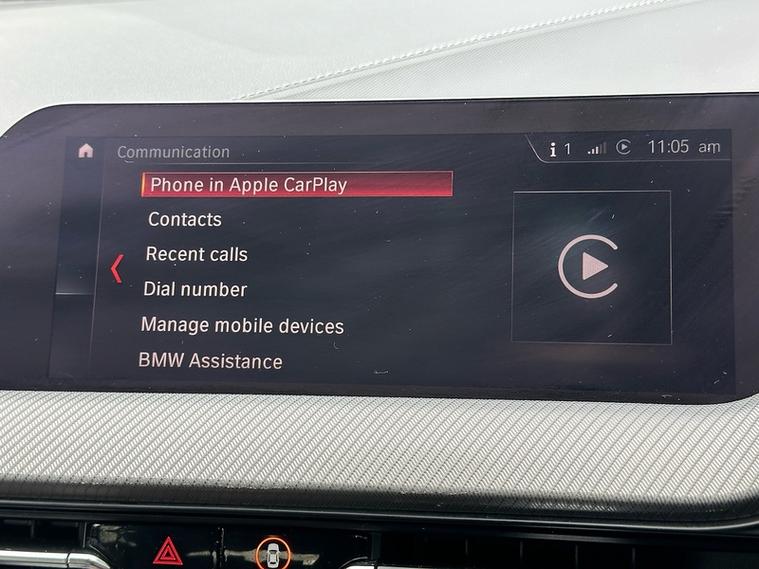 Communication
i 1 11:05 am
Phone in Apple CarPlay
Contacts
Recent calls
Dial number
Manage mobile devices
BMW Assistance